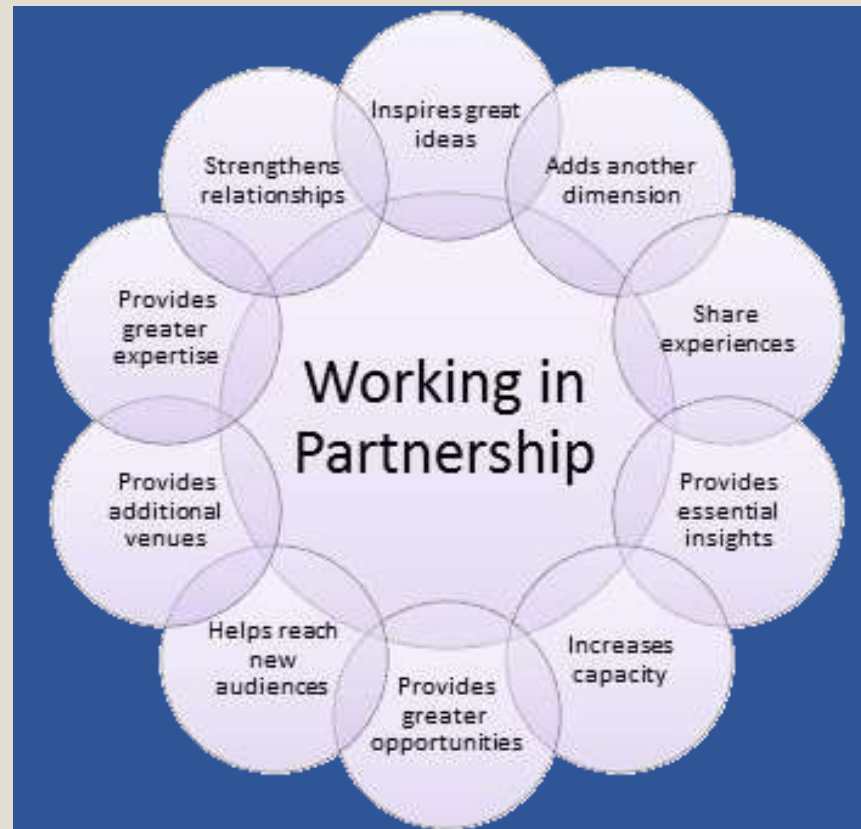 Working in
Partnership
Inspires great
ideas
Adds another
dimension
Share
experiences
Provides
essential
insights
Increases
capacity
Provides
greater
opportunities
Helps reach
new
audiences
Provides
additional
venues
Provides
greater
expertise
Strengthens
relationships